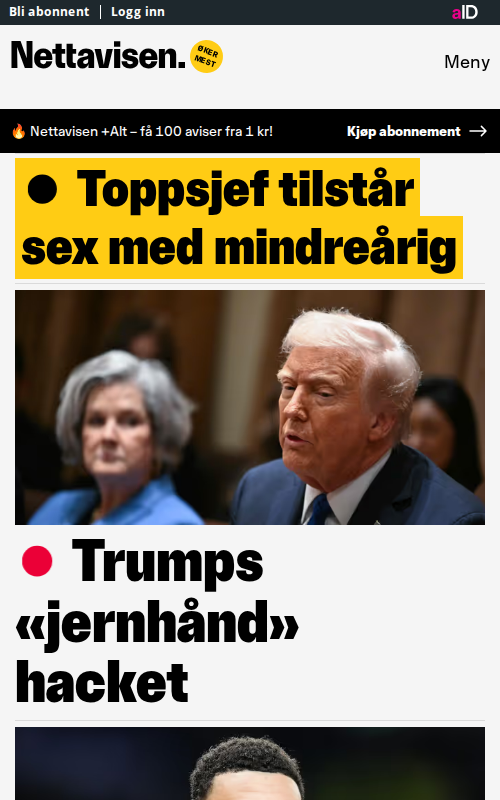 Bli abonnent | Logg inn
aID
Nettavisen.
ØKER
MEST
Meny
🔥 Nettavisen +Alt – få 100 aviser fra 1 kr!
Kjøp abonnement →
● Toppsjef tilstår
sex med mindreårig
● Trumps
«jernhånd»
hacket